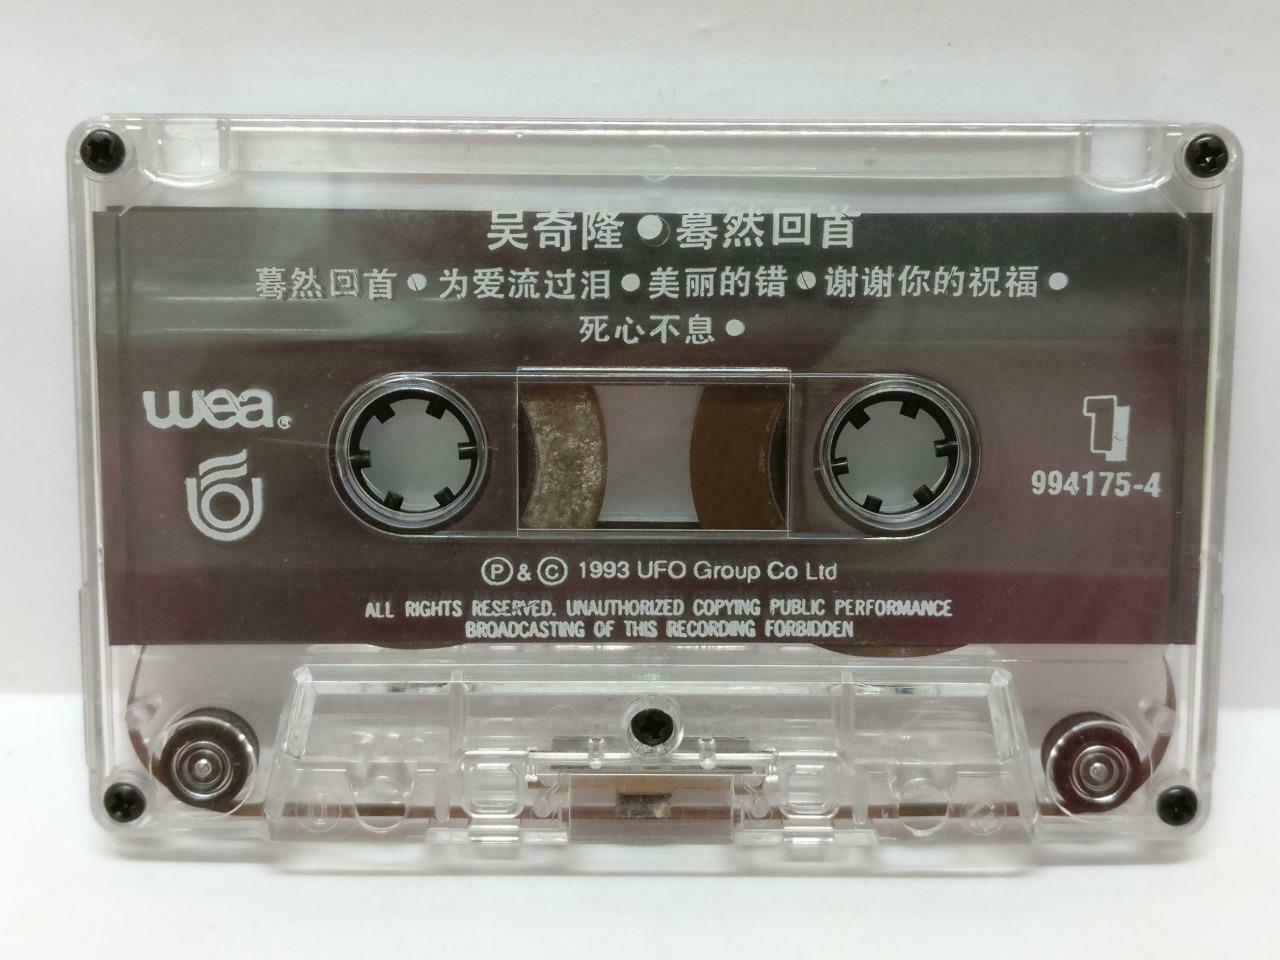 吴奇隆●蓦然回首
蓦然回首●为爱流过泪●美丽的错●谢谢你的祝福●
死心不息●
wea.
1
994175-4
Ⓟ & © 1993 UFO Group Co Ltd
ALL RIGHTS RESERVED. UNAUTHORIZED COPYING PUBLIC PERFORMANCE
BROADCASTING OF THIS RECORDING FORBIDDEN